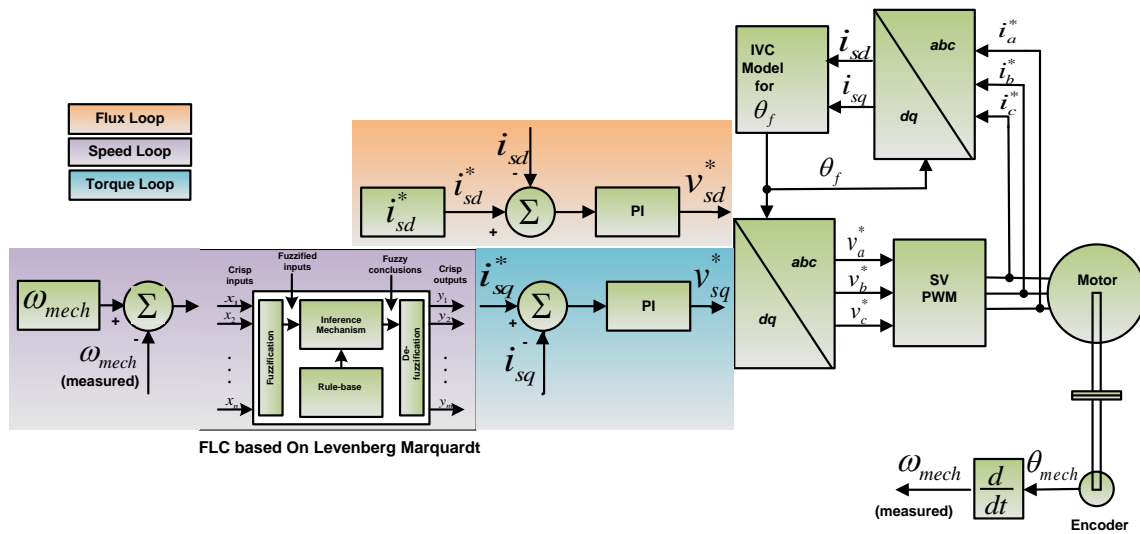 Flux Loop
Speed Loop
Torque Loop
i*sd
i*sd
isd
-
+
Σ
PI
v*sd
IVC
Model
for
θf
isd
isq
abc
dq
i*a
i*b
i*c
θf
ωmech
+
Σ
-
ωmech
(measured)
Crisp
inputs
Fuzzified
inputs
Fuzzy
conclusions
Crisp
outputs
x1
x2
xn
Fuzzification
Inference
Mechanism
Rule-base
De-
fuzzification
y1
y2
yn
FLC based On Levenberg Marquardt
i*sq
+
Σ
-
isq
PI
v*sq
abc
dq
v*a
v*b
v*c
SV
PWM
Motor
ωmech
(measured)
d
dt
θmech
Encoder